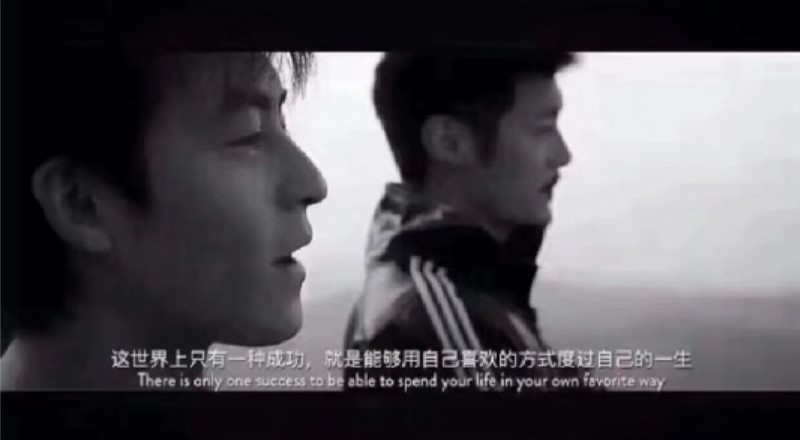 这世界上只有一种成功，就是能够用自己喜欢的方式度过自己的一生
There is only one success to be able to spend your life in your own favorite way